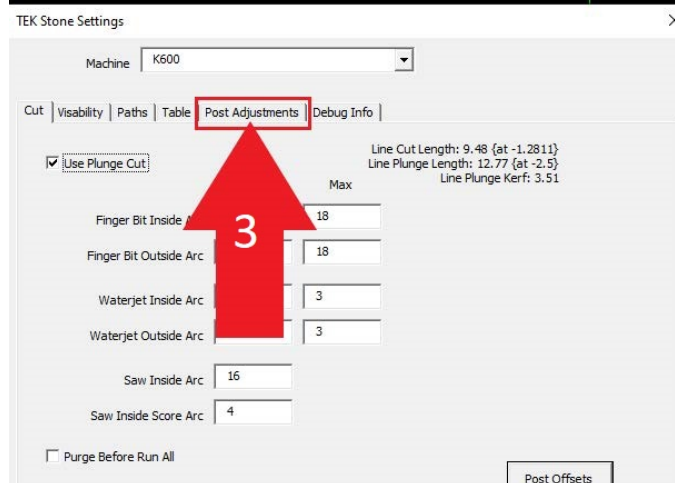 TEK Stone Settings
Machine K600
Cut Visability Paths Table Post Adjustments Debug Info
Use Plunge Cut
Line Cut Length: 9.48 {at -1.2811}
Line Plunge Length: 12.77 {at -2.5}
Line Plunge Kerf: 3.51
Max
Finger Bit Inside 18
3
Finger Bit Outside Arc 18
Waterjet Inside Arc 3
Waterjet Outside Arc 3
Saw Inside Arc 16
Saw Inside Score Arc 4
Purge Before Run All
Post Offsets